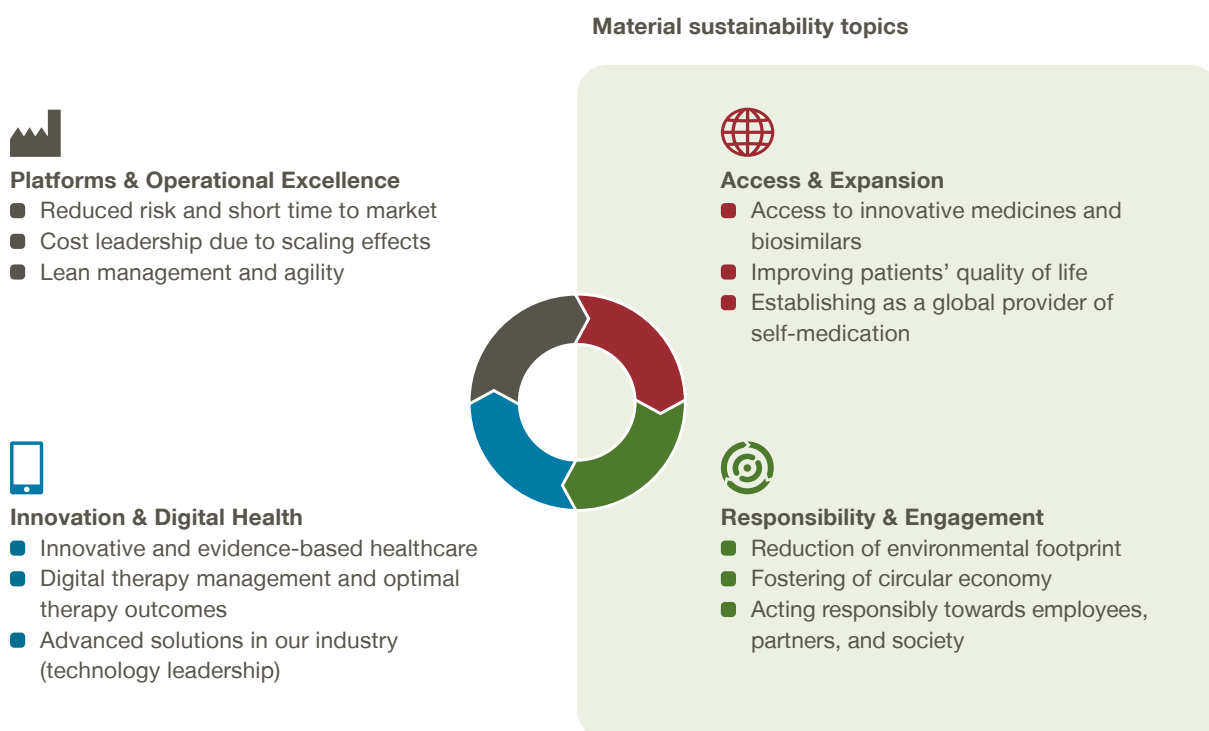 Material sustainability topics
Platforms & Operational Excellence
Reduced risk and short time to market
Cost leadership due to scaling effects
Lean management and agility
Access & Expansion
Access to innovative medicines and
biosimilars
Improving patients’ quality of life
Establishing as a global provider of
self-medication
Innovation & Digital Health
Innovative and evidence-based healthcare
Digital therapy management and optimal
therapy outcomes
Advanced solutions in our industry
(technology leadership)
Responsibility & Engagement
Reduction of environmental footprint
Fostering of circular economy
Acting responsibly towards employees,
partners, and society